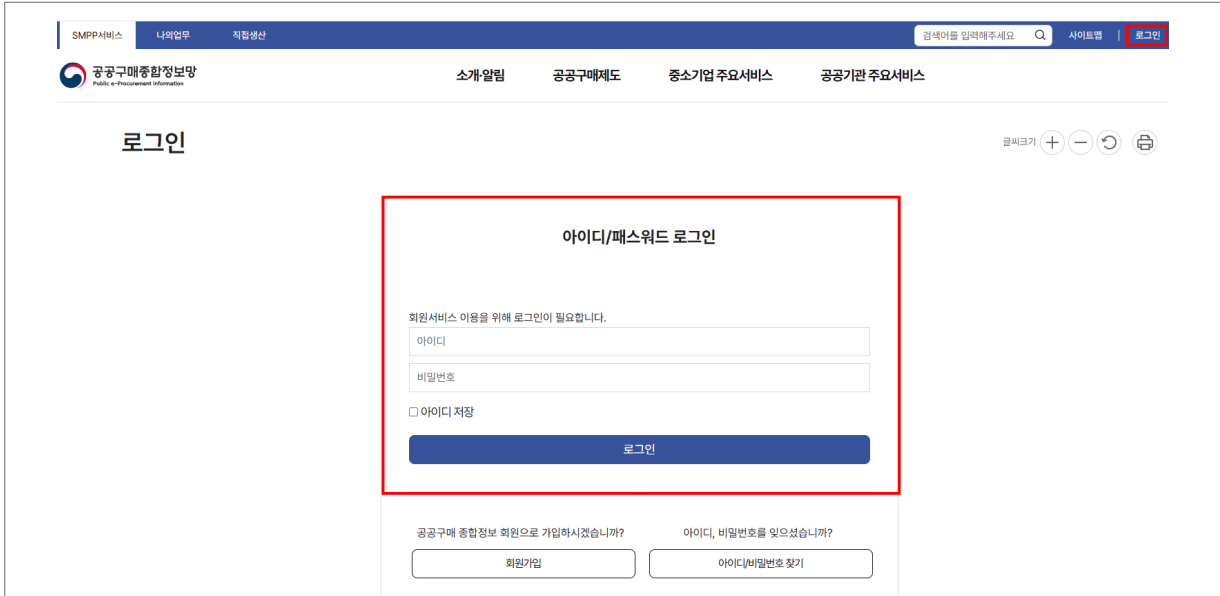 SMPP서비스 나의업무 직접생산 검색어를 입력해주세요 사이트맵 | 로그인
공공구매종합정보망
Public e-Procurement Information
소개·알림 공공구매제도 중소기업 주요서비스 공공기관 주요서비스
로그인
글씨크기
아이디/패스워드 로그인
회원서비스 이용을 위해 로그인이 필요합니다.
아이디
비밀번호
아이디 저장
로그인
공공구매 종합정보 회원으로 가입하시겠습니까? 아이디, 비밀번호를 잊으셨습니까?
회원가입 아이디/비밀번호 찾기